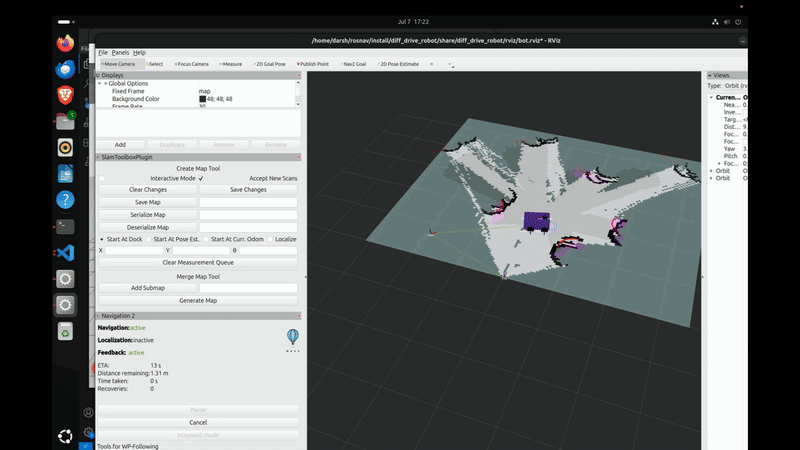 Jul 7 17:22
/home/darsh/rosnav/install/diff_drive_robot/share/diff_drive_robot/rviz/bot.rviz* - RViz
File Panels Help
Move Camera Select Focus Camera Measure 2D Goal Pose Publish Point Nav2 Goal 2D Pose Estimate
Displays
Global Options
Fixed Frame map
Background Color 48; 48; 48
Frame Rate 30
Add Duplicate Remove Rename
SlamToolboxPlugin
Create Map Tool
Interactive Mode ✓ Accept New Scans
Clear Changes Save Changes
Save Map
Serialize Map
Deserialize Map
Start At Dock Start At Pose Est. Start At Curr. Odom Localize
X Y θ
Clear Measurement Queue
Merge Map Tool
Add Submap
Generate Map
Navigation 2
Navigation:active
Localization:inactive
Feedback: active
ETA: 13 s
Distance remaining:1.31 m
Time taken: 0 s
Recoveries: 0
Pause
Cancel
Waypoint mode
Tools for WP-Following
Views
Type: Orbit (rv
Curren... O
Nea... 0.
Inve...
Targ... <F
Dist... 9.
Foc... 0.
Foc...
Yaw 3.
Pitch 0.
Foc... 0;
Orbit O
Orbit O